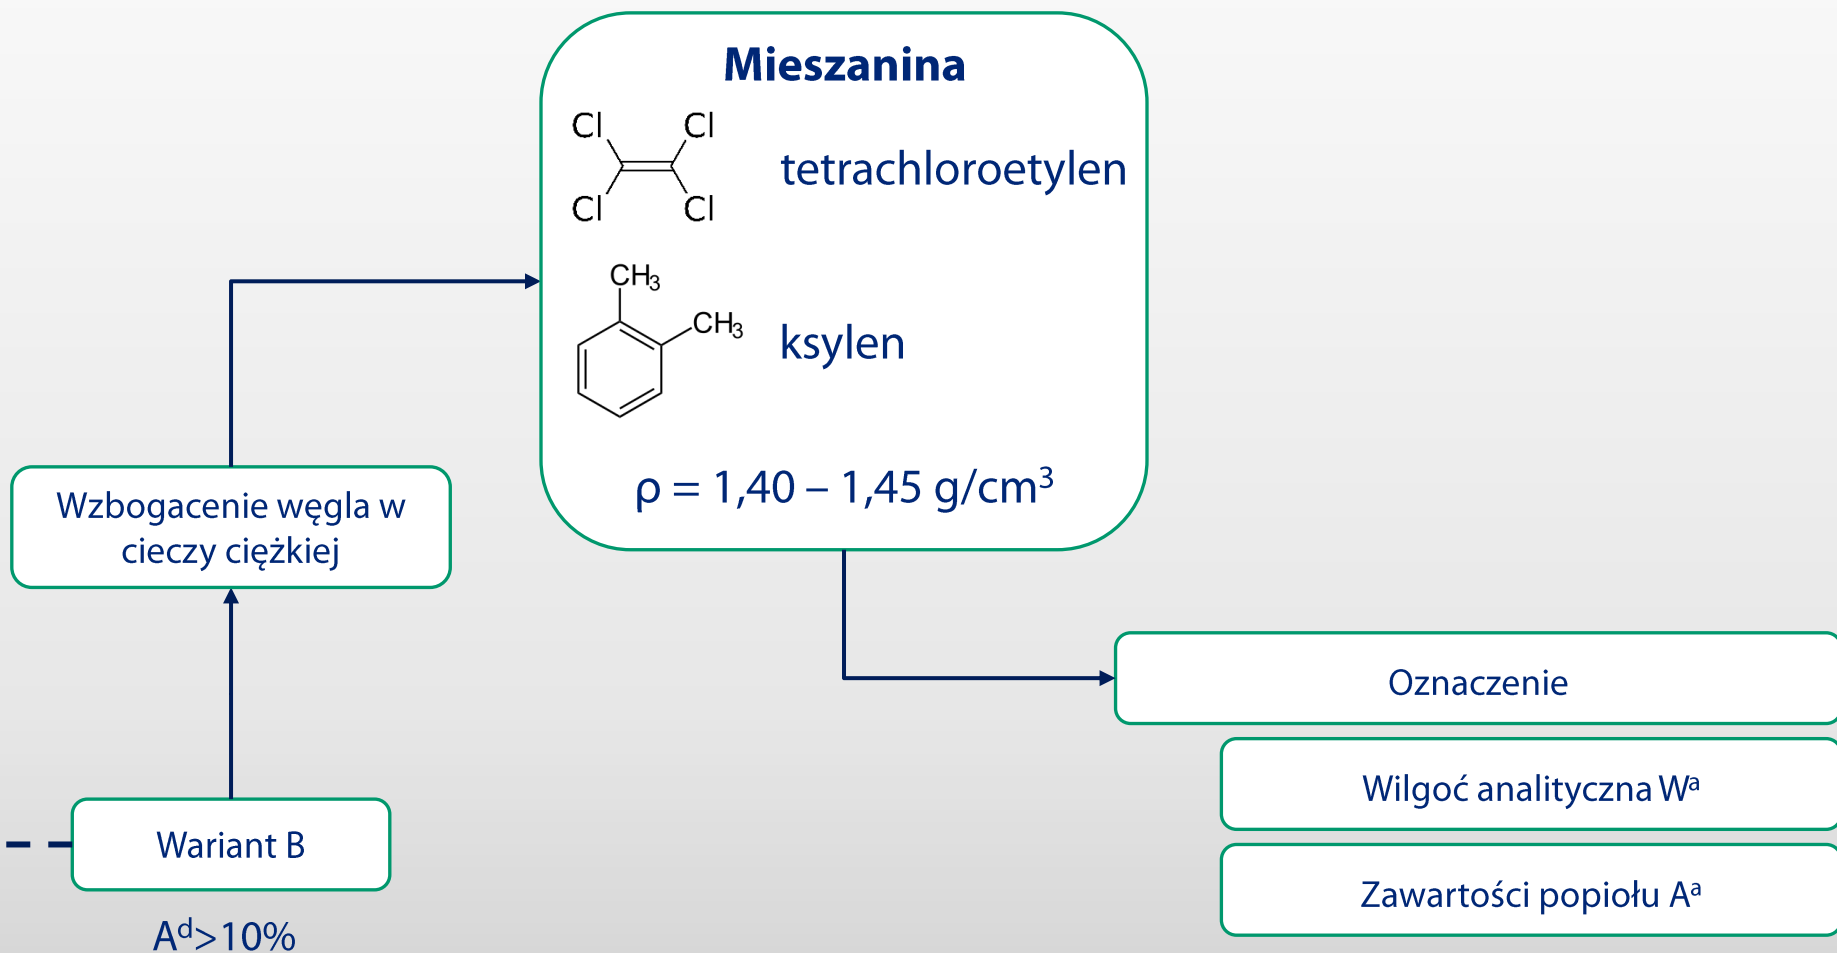 Mieszanina
Cl Cl
tetrachloroetylen
Cl Cl
CH₃
CH₃
ksylen
ρ = 1,40 – 1,45 g/cm³
Wzbogacenie węgla w
cieczy ciężkiej
Wariant B
Aᵈ>10%
Oznaczenie
Wilgoć analityczna Wᵃ
Zawartości popiołu Aᵃ